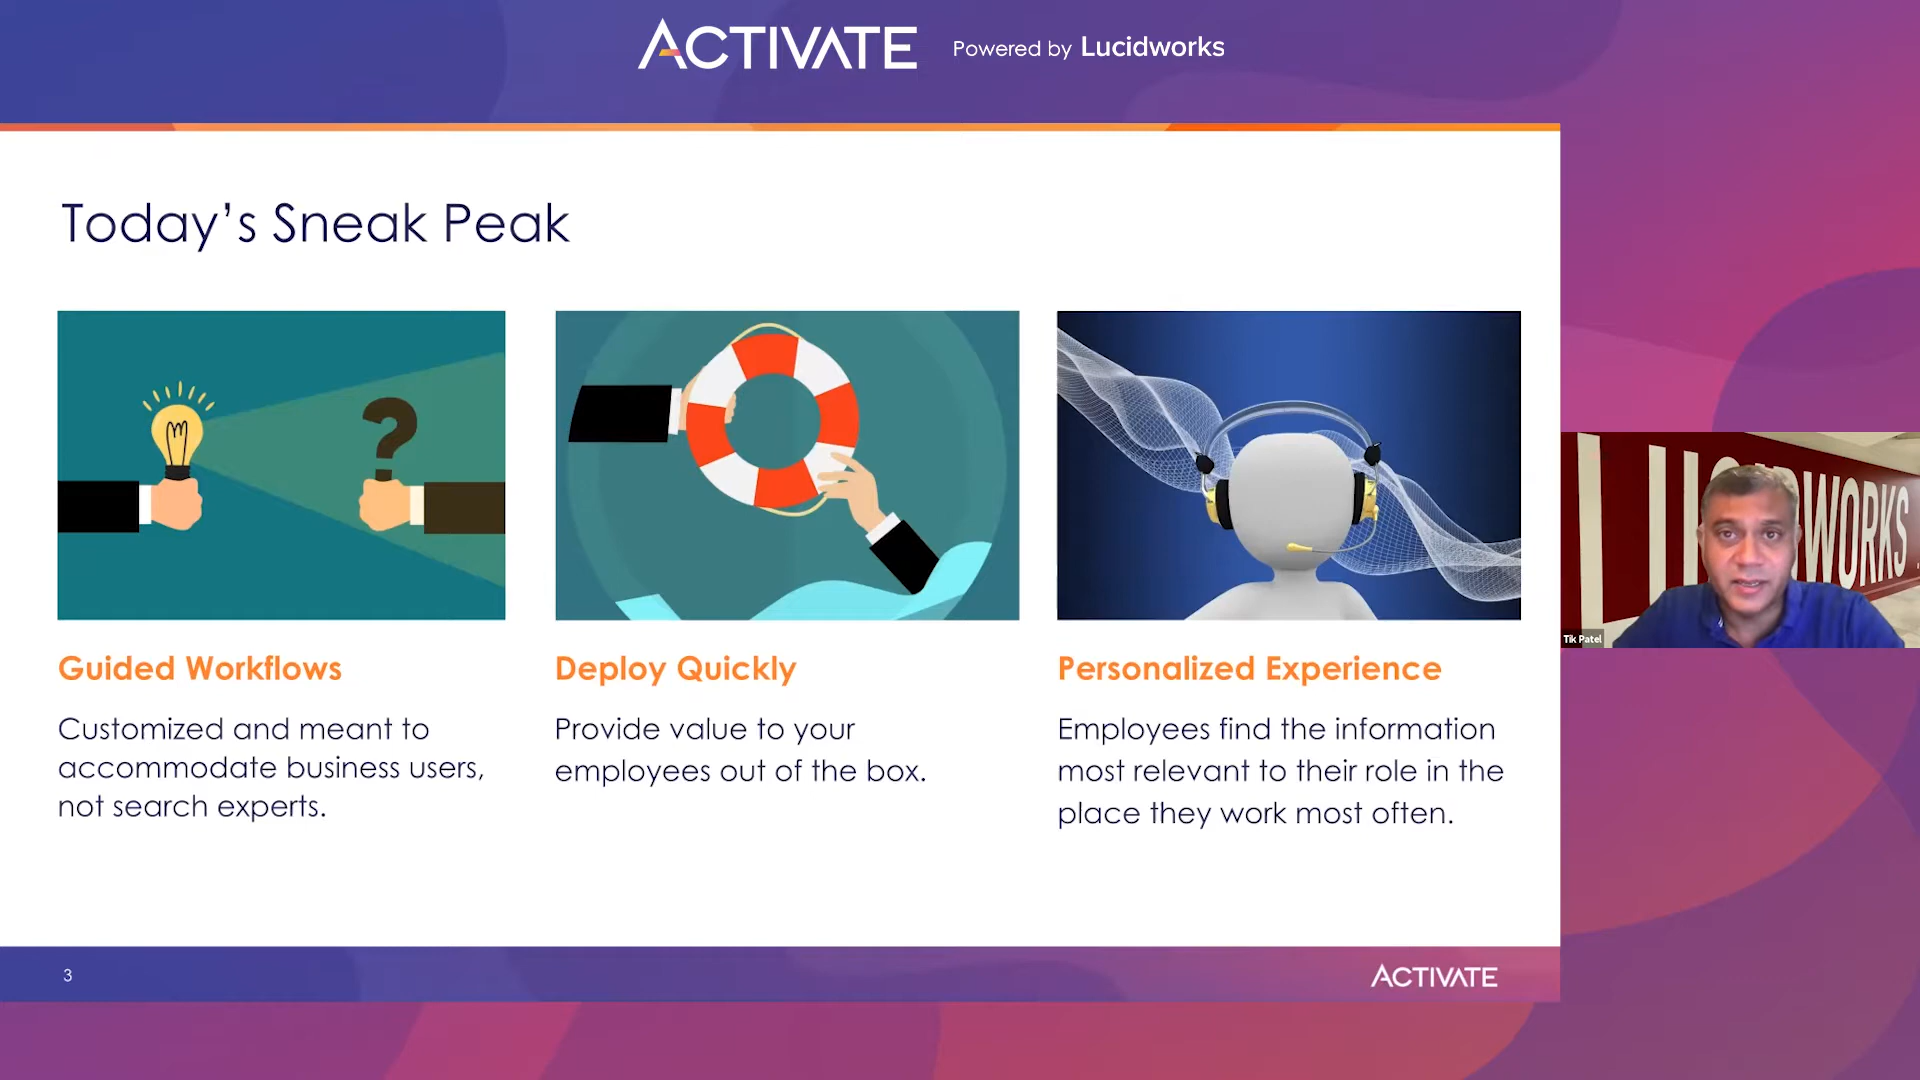 ACTIVATE Powered by Lucidworks
Today's Sneak Peak
Guided Workflows
Customized and meant to
accommodate business users,
not search experts.
Deploy Quickly
Provide value to your
employees out of the box.
Personalized Experience
Employees find the information
most relevant to their role in the
place they work most often.
WORKS
Tik Patel
3
ACTIVATE